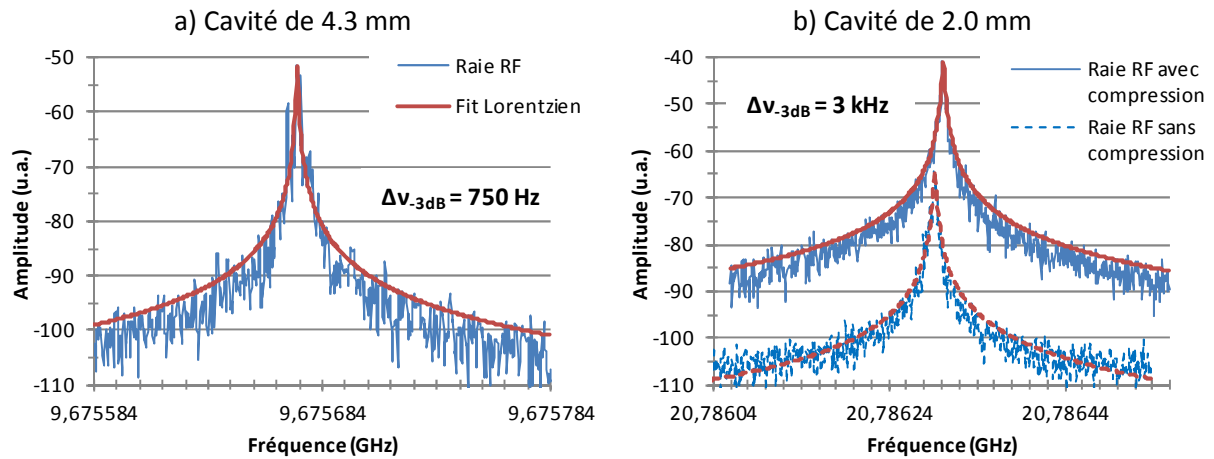 a) Cavité de 4.3 mm
-50
-60
-70
-80
-90
-100
-110
Amplitude (u.a.)
Raie RF
Fit Lorentzien
Δν-3dB = 750 Hz
9,675584
9,675684
9,675784
Fréquence (GHz)
b) Cavité de 2.0 mm
-40
-50
-60
-70
-80
-90
-100
-110
Amplitude (u.a.)
Raie RF avec
compression
Raie RF sans
compression
Δν-3dB = 3 kHz
20,78604
20,78624
20,78644
Fréquence (GHz)